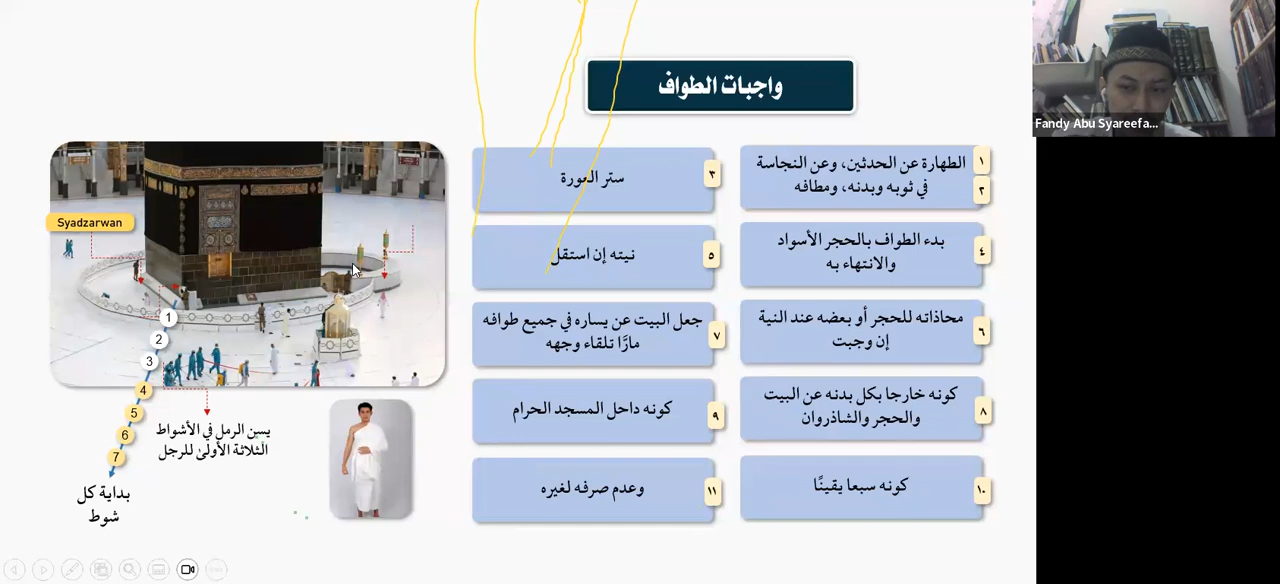 واجبات الطواف
١
٢
الطهارة عن الحدثين، وعن النجاسة
في ثوبه وبدنه، ومطافه
٣
ستر العورة
٤
بدء الطواف بالحجر الأسواد
والانتهاء به
٥
نيته إن استقل
٦
محاذاته للحجر أو بعضه عند النية
إن وجبت
٧
جعل البيت عن يساره في جميع طوافه
مارًّا تلقاء وجهه
٨
كونه خارجا بكل بدنه عن البيت
والحجر والشاذروان
٩
كونه داخل المسجد الحرام
١٠
كونه سبعا يقينًا
١١
وعدم صرفه لغيره
Syadzarwan
1
2
3
4
5
6
7
يسن الرمل في الأشواط
الثلاثة الأولىٰ للرجل
بداية كل
شوط
Fandy Abu Syareefa...